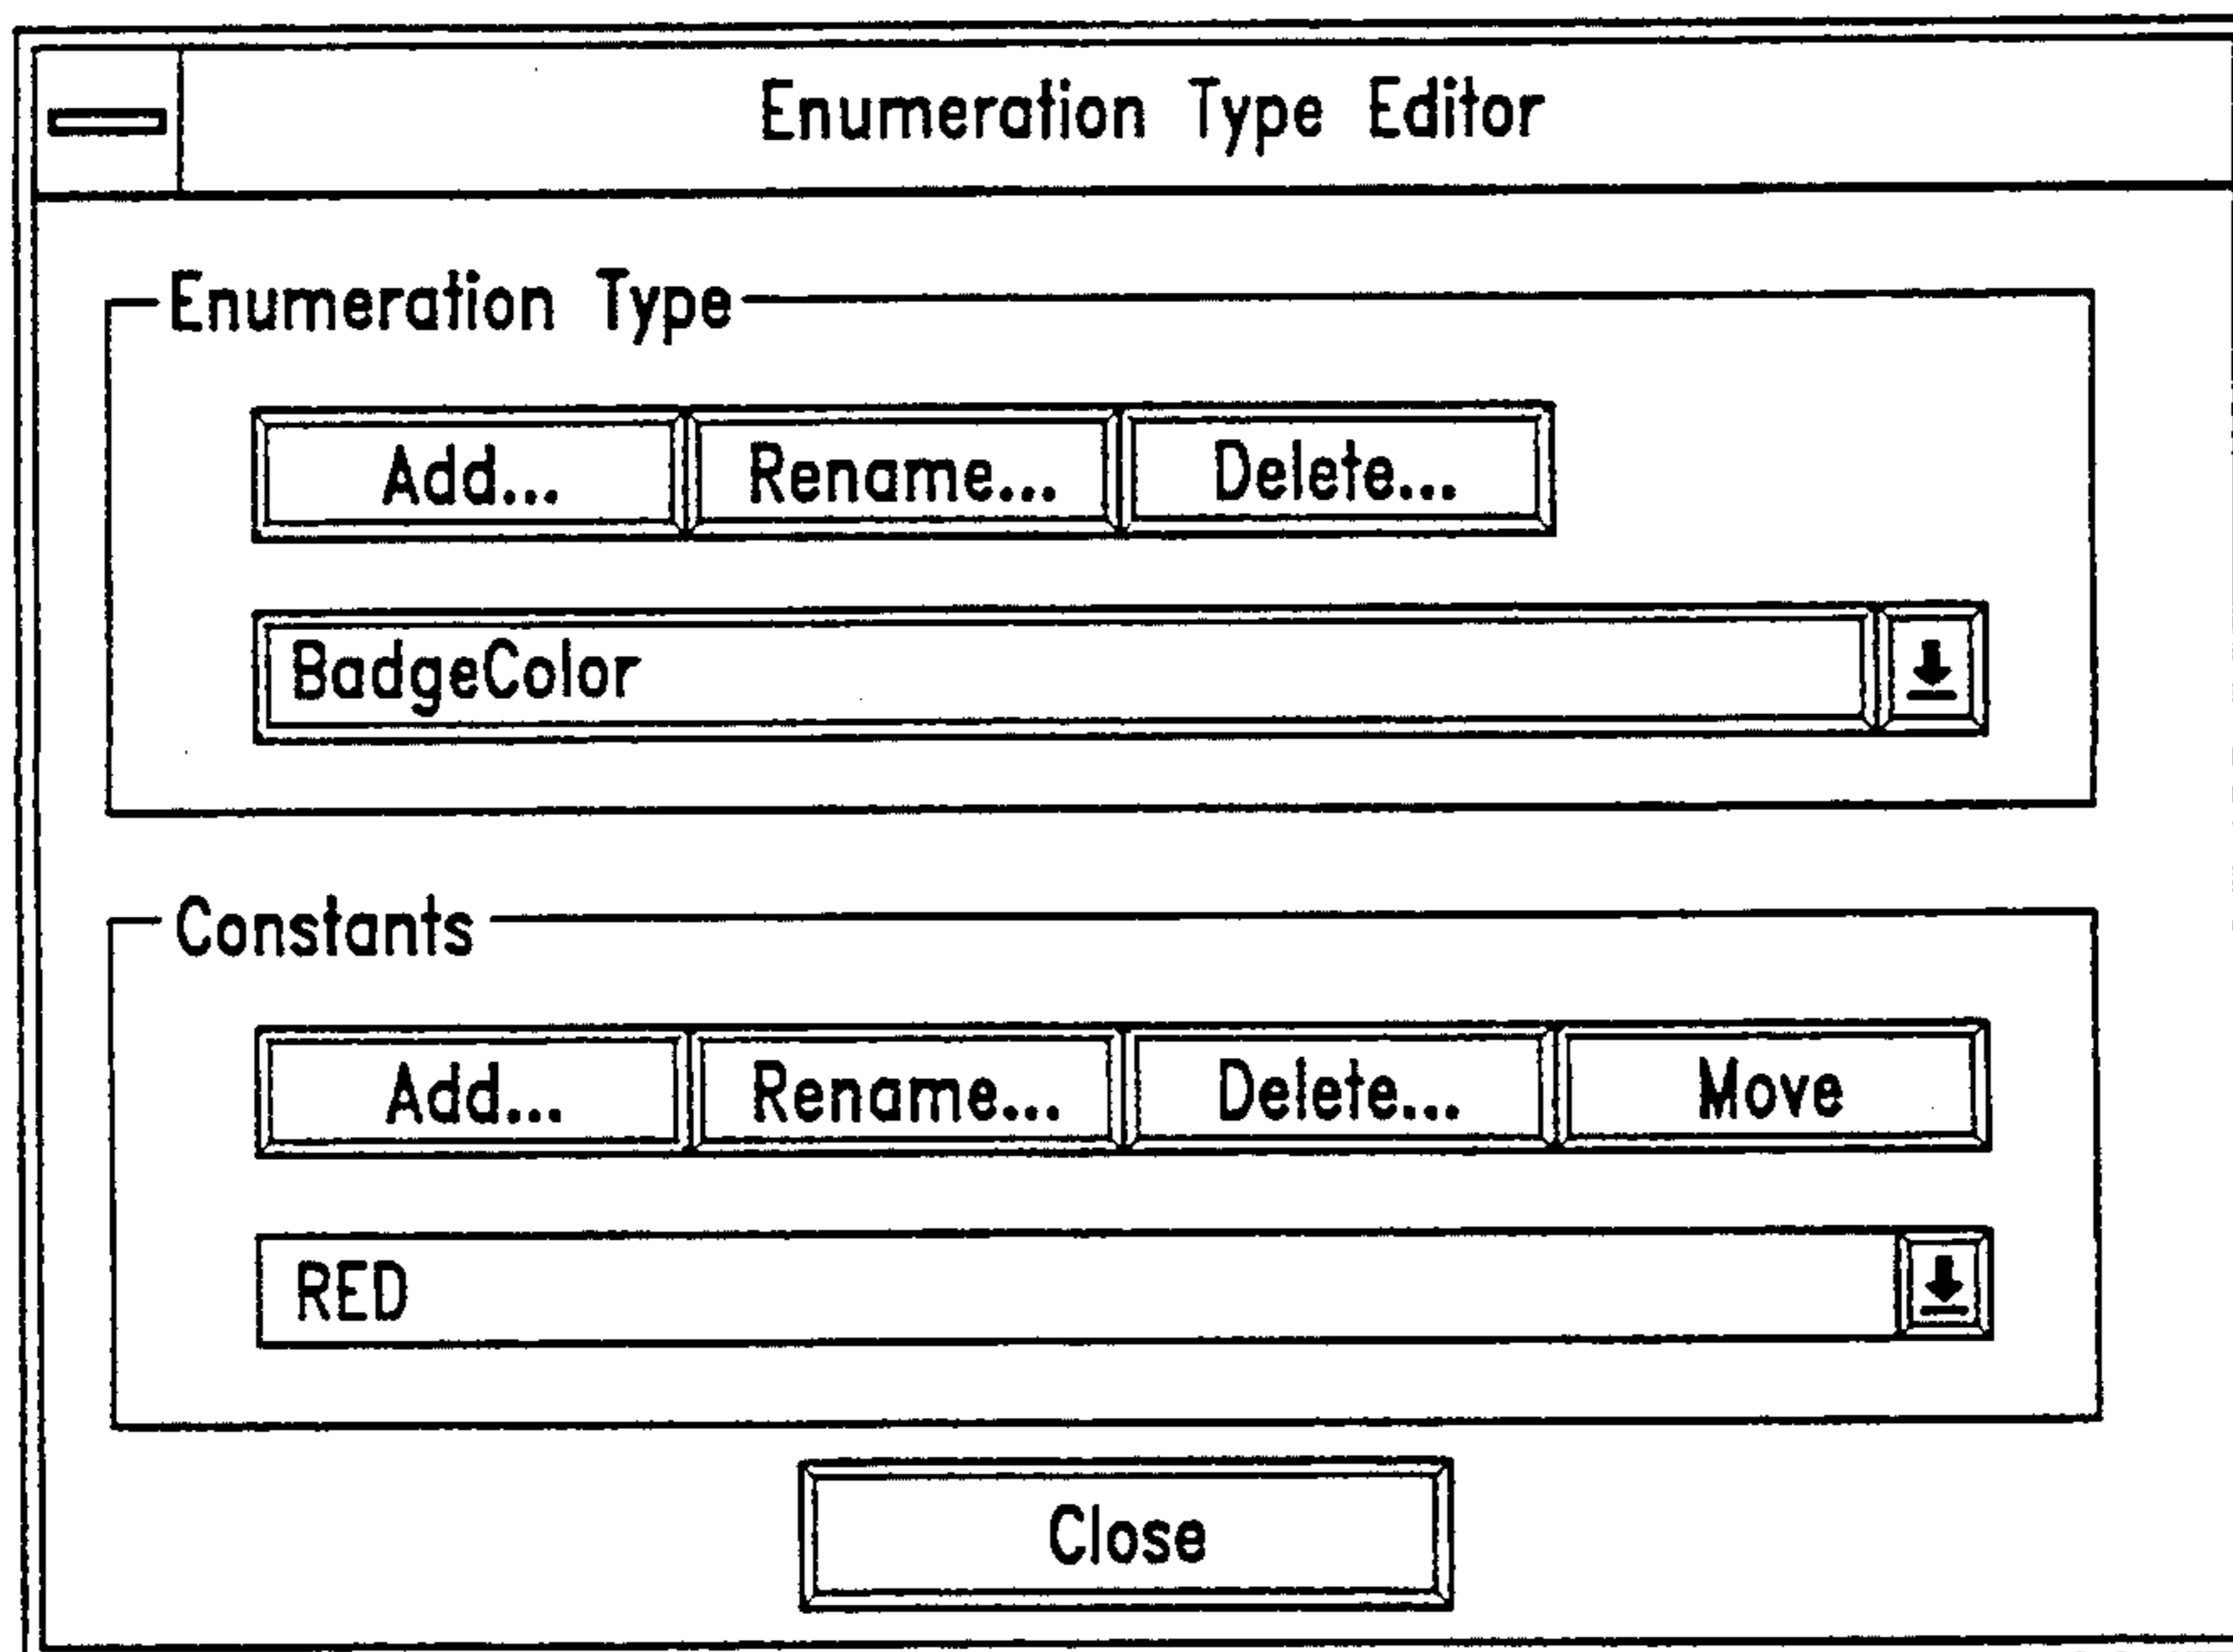 Enumeration Type Editor
Enumeration Type
Add... Rename... Delete...
BadgeColor
Constants
Add... Rename... Delete... Move
RED
Close